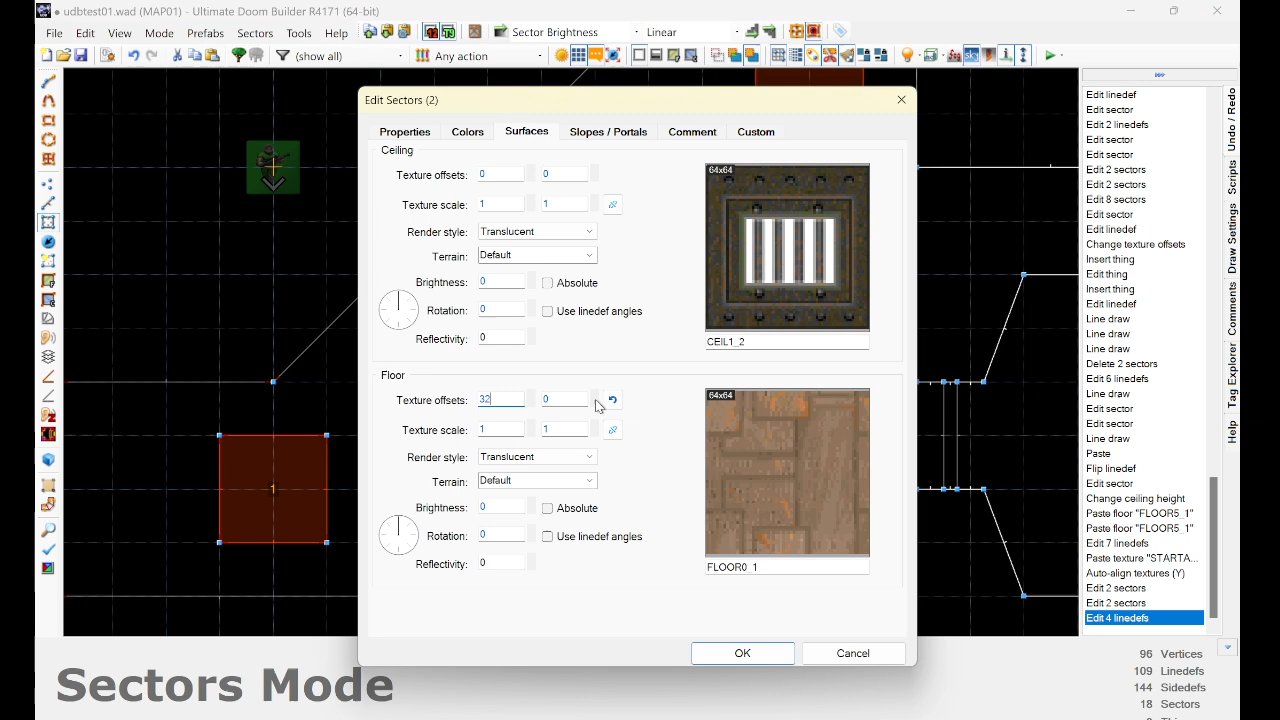 udbtest01.wad (MAP01) - Ultimate Doom Builder R4171 (64-bit)
File Edit View Mode Prefabs Sectors Tools Help
Sector Brightness Linear
(show all) Any action
Edit Sectors (2)
Properties Colors Surfaces Slopes / Portals Comment Custom
Ceiling
Texture offsets: 0 0
Texture scale: 1 1
Render style: Translucent
Terrain: Default
Brightness: 0 Absolute
Rotation: 0 Use linedef angles
Reflectivity: 0
64x64
CEIL1_2
Floor
Texture offsets: 32 0
Texture scale: 1 1
Render style: Translucent
Terrain: Default
Brightness: 0 Absolute
Rotation: 0 Use linedef angles
Reflectivity: 0
64x64
FLOOR0_1
OK Cancel
1
Edit linedef
Edit sector
Edit 2 linedefs
Edit sector
Edit sector
Edit 2 sectors
Edit 2 sectors
Edit 8 sectors
Edit sector
Edit linedef
Change texture offsets
Insert thing
Edit thing
Insert thing
Edit linedef
Line draw
Line draw
Line draw
Delete 2 sectors
Edit 6 linedefs
Line draw
Edit sector
Edit sector
Line draw
Paste
Flip linedef
Edit sector
Change ceiling height
Paste floor "FLOOR5_1"
Paste floor "FLOOR5_1"
Edit 7 linedefs
Paste texture "STARTA...
Auto-align textures (Y)
Edit 2 sectors
Edit 2 sectors
Edit 4 linedefs
Undo / Redo
Scripts
Draw Settings
Comments
Tag Explorer
Help
Sectors Mode
96 Vertices
109 Linedefs
144 Sidedefs
18 Sectors